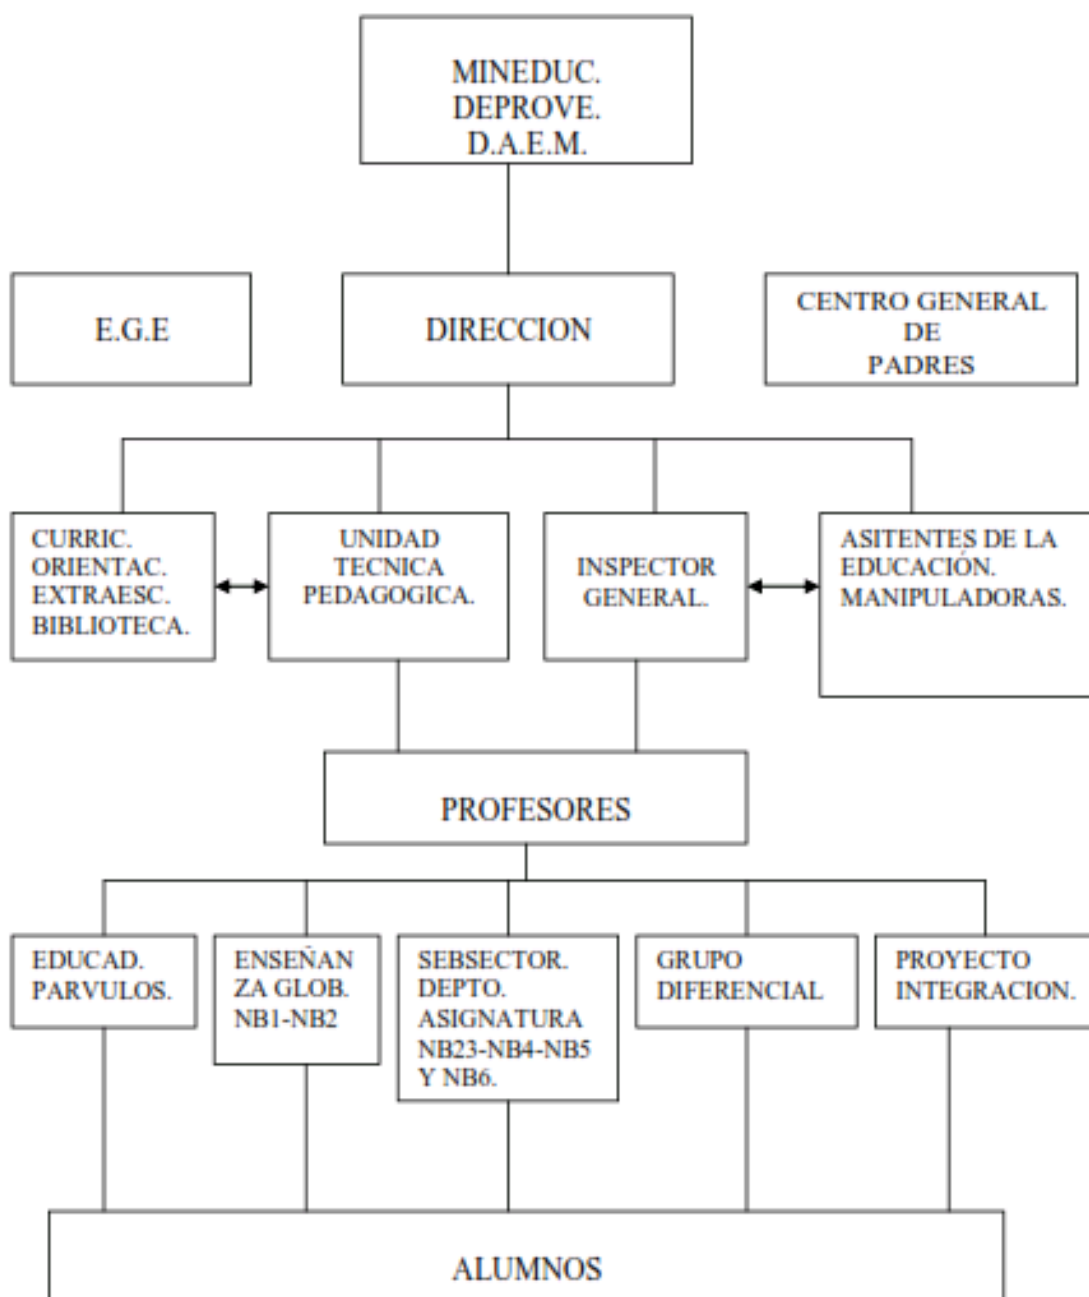 MINEDUC.
DEPROVE.
D.A.E.M.
E.G.E
DIRECCION
CENTRO GENERAL
DE
PADRES
CURRIC.
ORIENTAC.
EXTRAESC.
BIBLIOTECA.
UNIDAD
TECNICA
PEDAGOGICA.
INSPECTOR
GENERAL.
ASITENTES DE LA
EDUCACIÓN.
MANIPULADORAS.
PROFESORES
EDUCAD.
PARVULOS.
ENSEÑAN
ZA GLOB.
NB1-NB2
SEBSECTOR.
DEPTO.
ASIGNATURA
NB23-NB4-NB5
Y NB6.
GRUPO
DIFERENCIAL
PROYECTO
INTEGRACION.
ALUMNOS